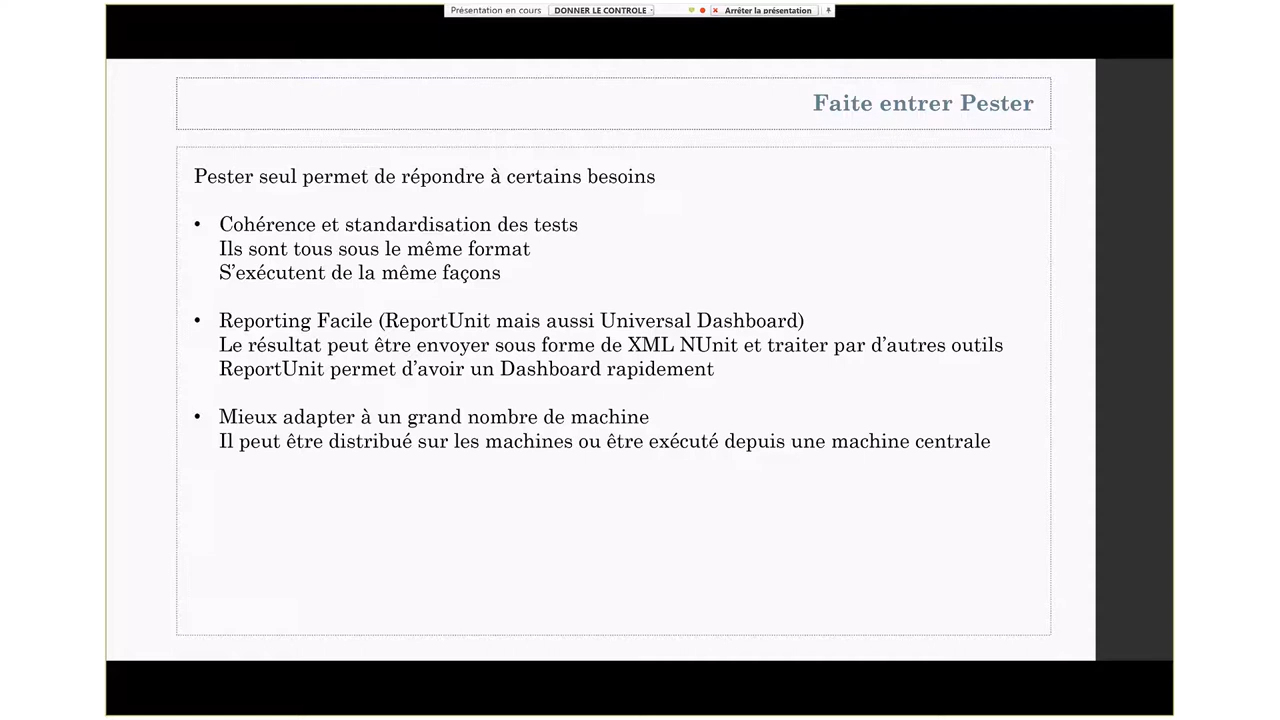 Présentation en cours DONNER LE CONTROLE Arrêter la présentation
Faite entrer Pester
Pester seul permet de répondre à certains besoins
• Cohérence et standardisation des tests
Ils sont tous sous le même format
S'exécutent de la même façons
• Reporting Facile (ReportUnit mais aussi Universal Dashboard)
Le résultat peut être envoyer sous forme de XML NUnit et traiter par d'autres outils
ReportUnit permet d'avoir un Dashboard rapidement
• Mieux adapter à un grand nombre de machine
Il peut être distribué sur les machines ou être exécuté depuis une machine centrale